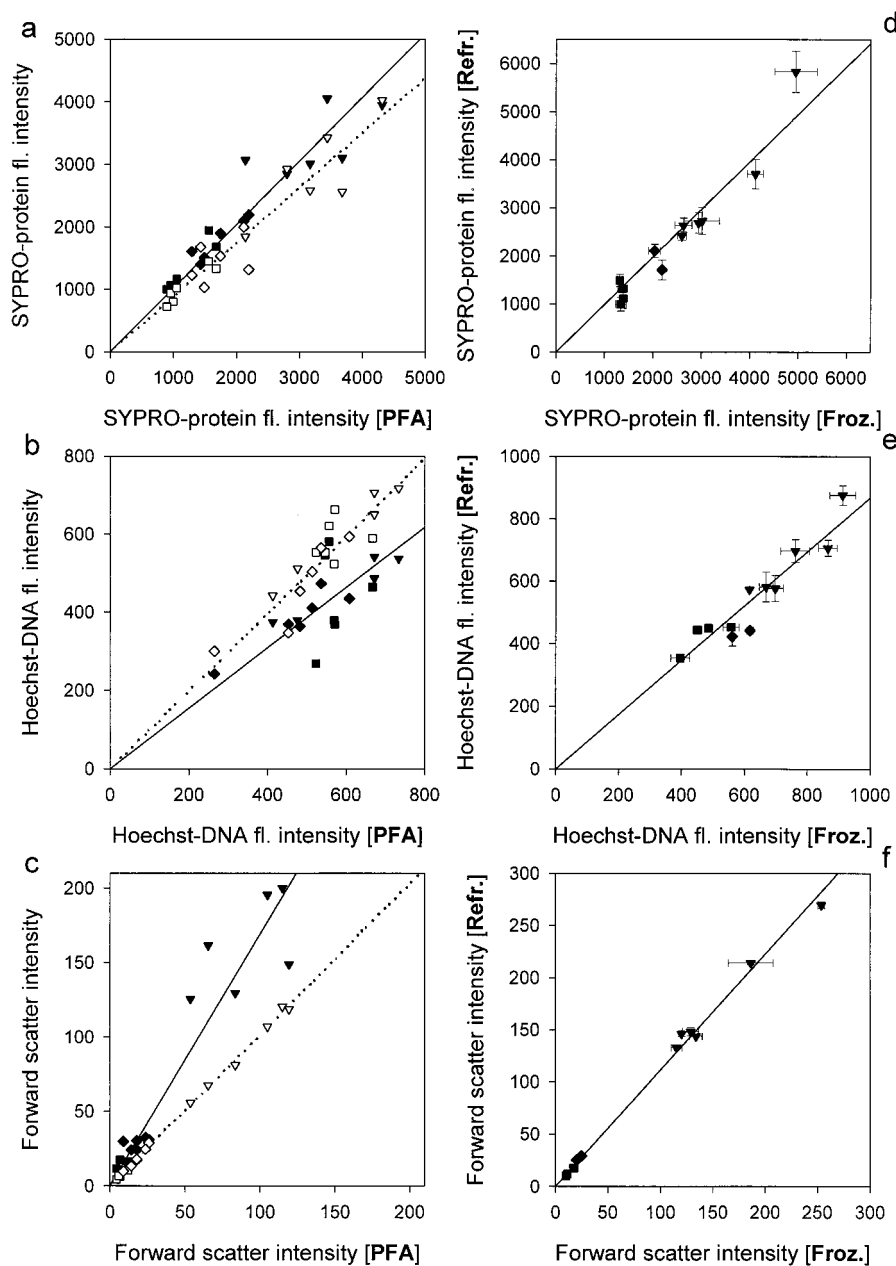 a
5000
4000
3000
2000
1000
0
0 1000 2000 3000 4000 5000
SYPRO-protein fl. intensity
SYPRO-protein fl. intensity [PFA]
d
6000
5000
4000
3000
2000
1000
0
0 1000 2000 3000 4000 5000 6000
SYPRO-protein fl. intensity [Refr.]
SYPRO-protein fl. intensity [Froz.]
b
800
600
400
200
0
0 200 400 600 800
Hoechst-DNA fl. intensity
Hoechst-DNA fl. intensity [PFA]
e
1000
800
600
400
200
0
0 200 400 600 800 1000
Hoechst-DNA fl. intensity [Refr.]
Hoechst-DNA fl. intensity [Froz.]
c
200
150
100
50
0
0 50 100 150 200
Forward scatter intensity
Forward scatter intensity [PFA]
f
300
250
200
150
100
50
0
0 50 100 150 200 250 300
Forward scatter intensity [Refr.]
Forward scatter intensity [Froz.]